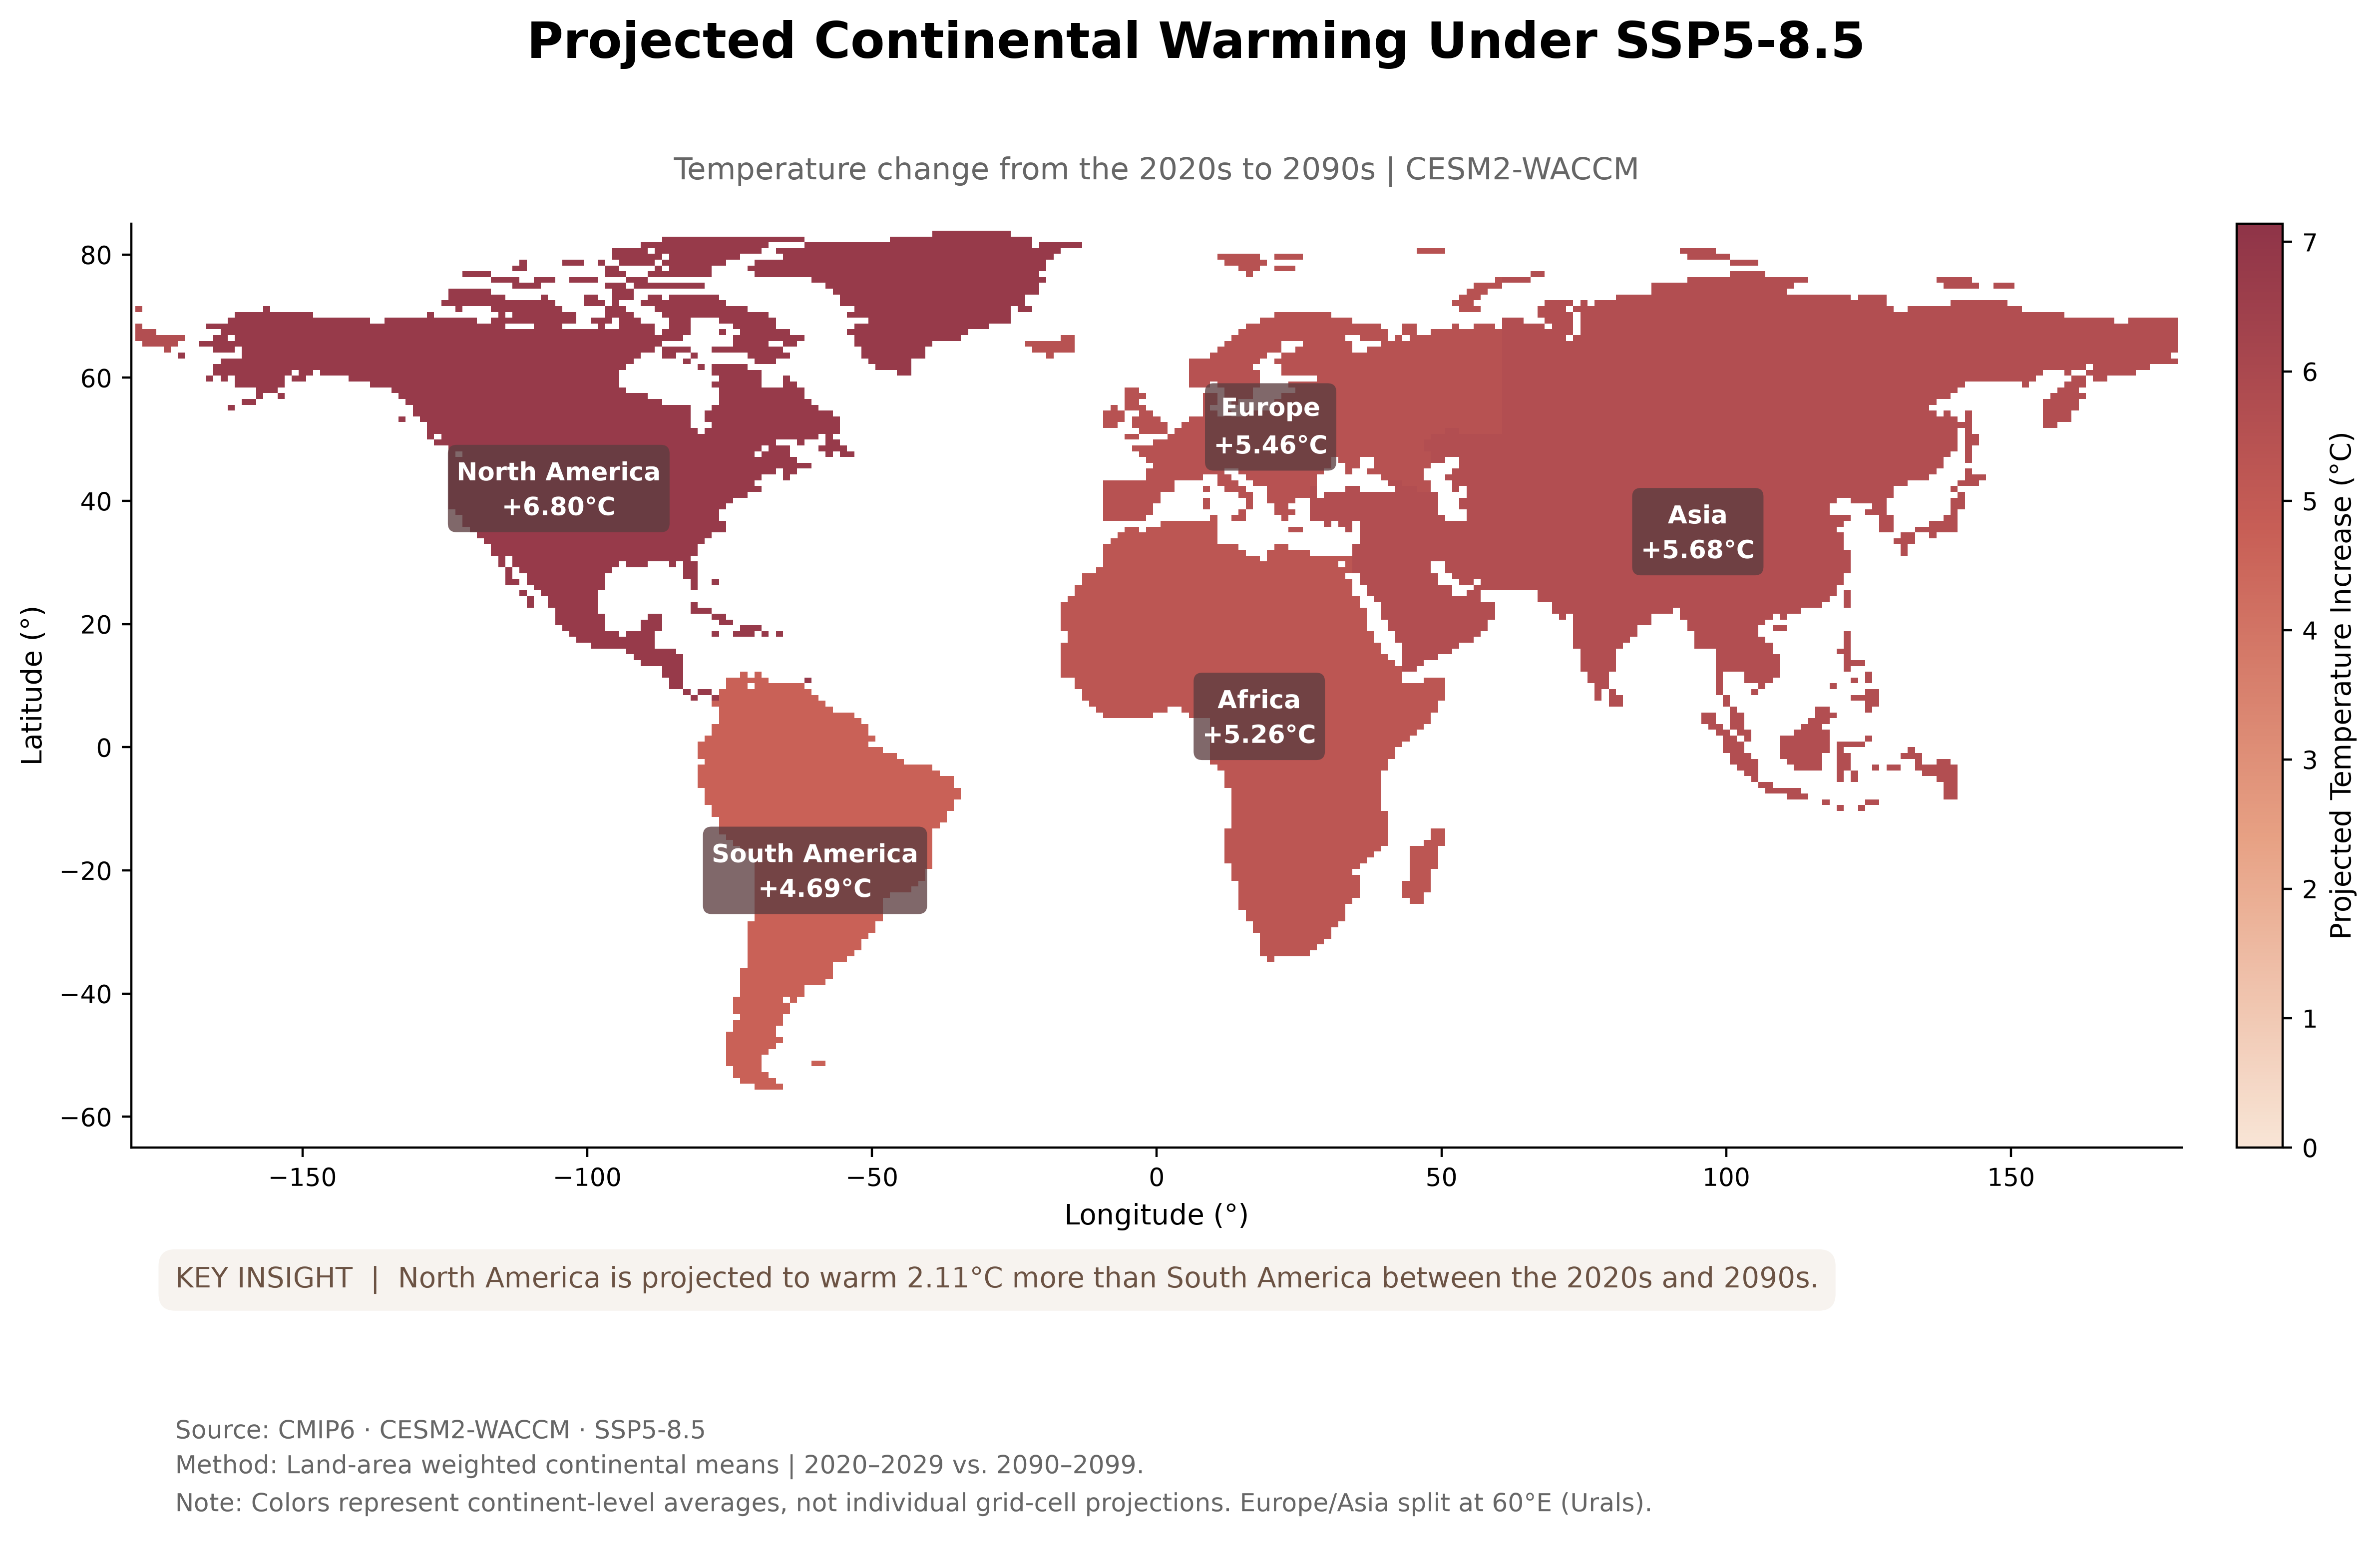 Projected Continental Warming Under SSP5-8.5
Temperature change from the 2020s to 2090s | CESM2-WACCM
Latitude (°)
80
60
40
20
0
−20
−40
−60
North America
+6.80°C
Europe
+5.46°C
Asia
+5.68°C
Africa
+5.26°C
South America
+4.69°C
−150
−100
−50
0
50
100
150
Longitude (°)
7
6
5
4
3
2
1
0
Projected Temperature Increase (°C)
KEY INSIGHT | North America is projected to warm 2.11°C more than South America between the 2020s and 2090s.
Source: CMIP6 · CESM2-WACCM · SSP5-8.5
Method: Land-area weighted continental means | 2020–2029 vs. 2090–2099.
Note: Colors represent continent-level averages, not individual grid-cell projections. Europe/Asia split at 60°E (Urals).